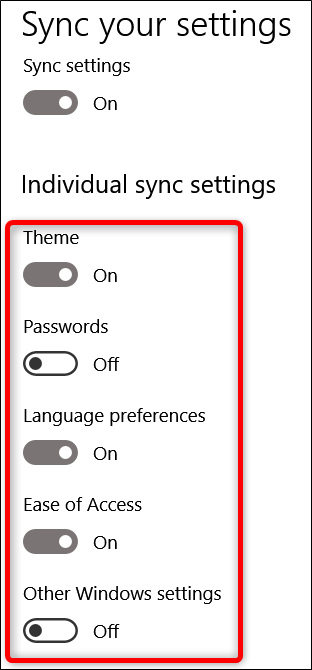 Sync your settings
Sync settings
On
Individual sync settings
Theme
On
Passwords
Off
Language preferences
On
Ease of Access
On
Other Windows settings
Off